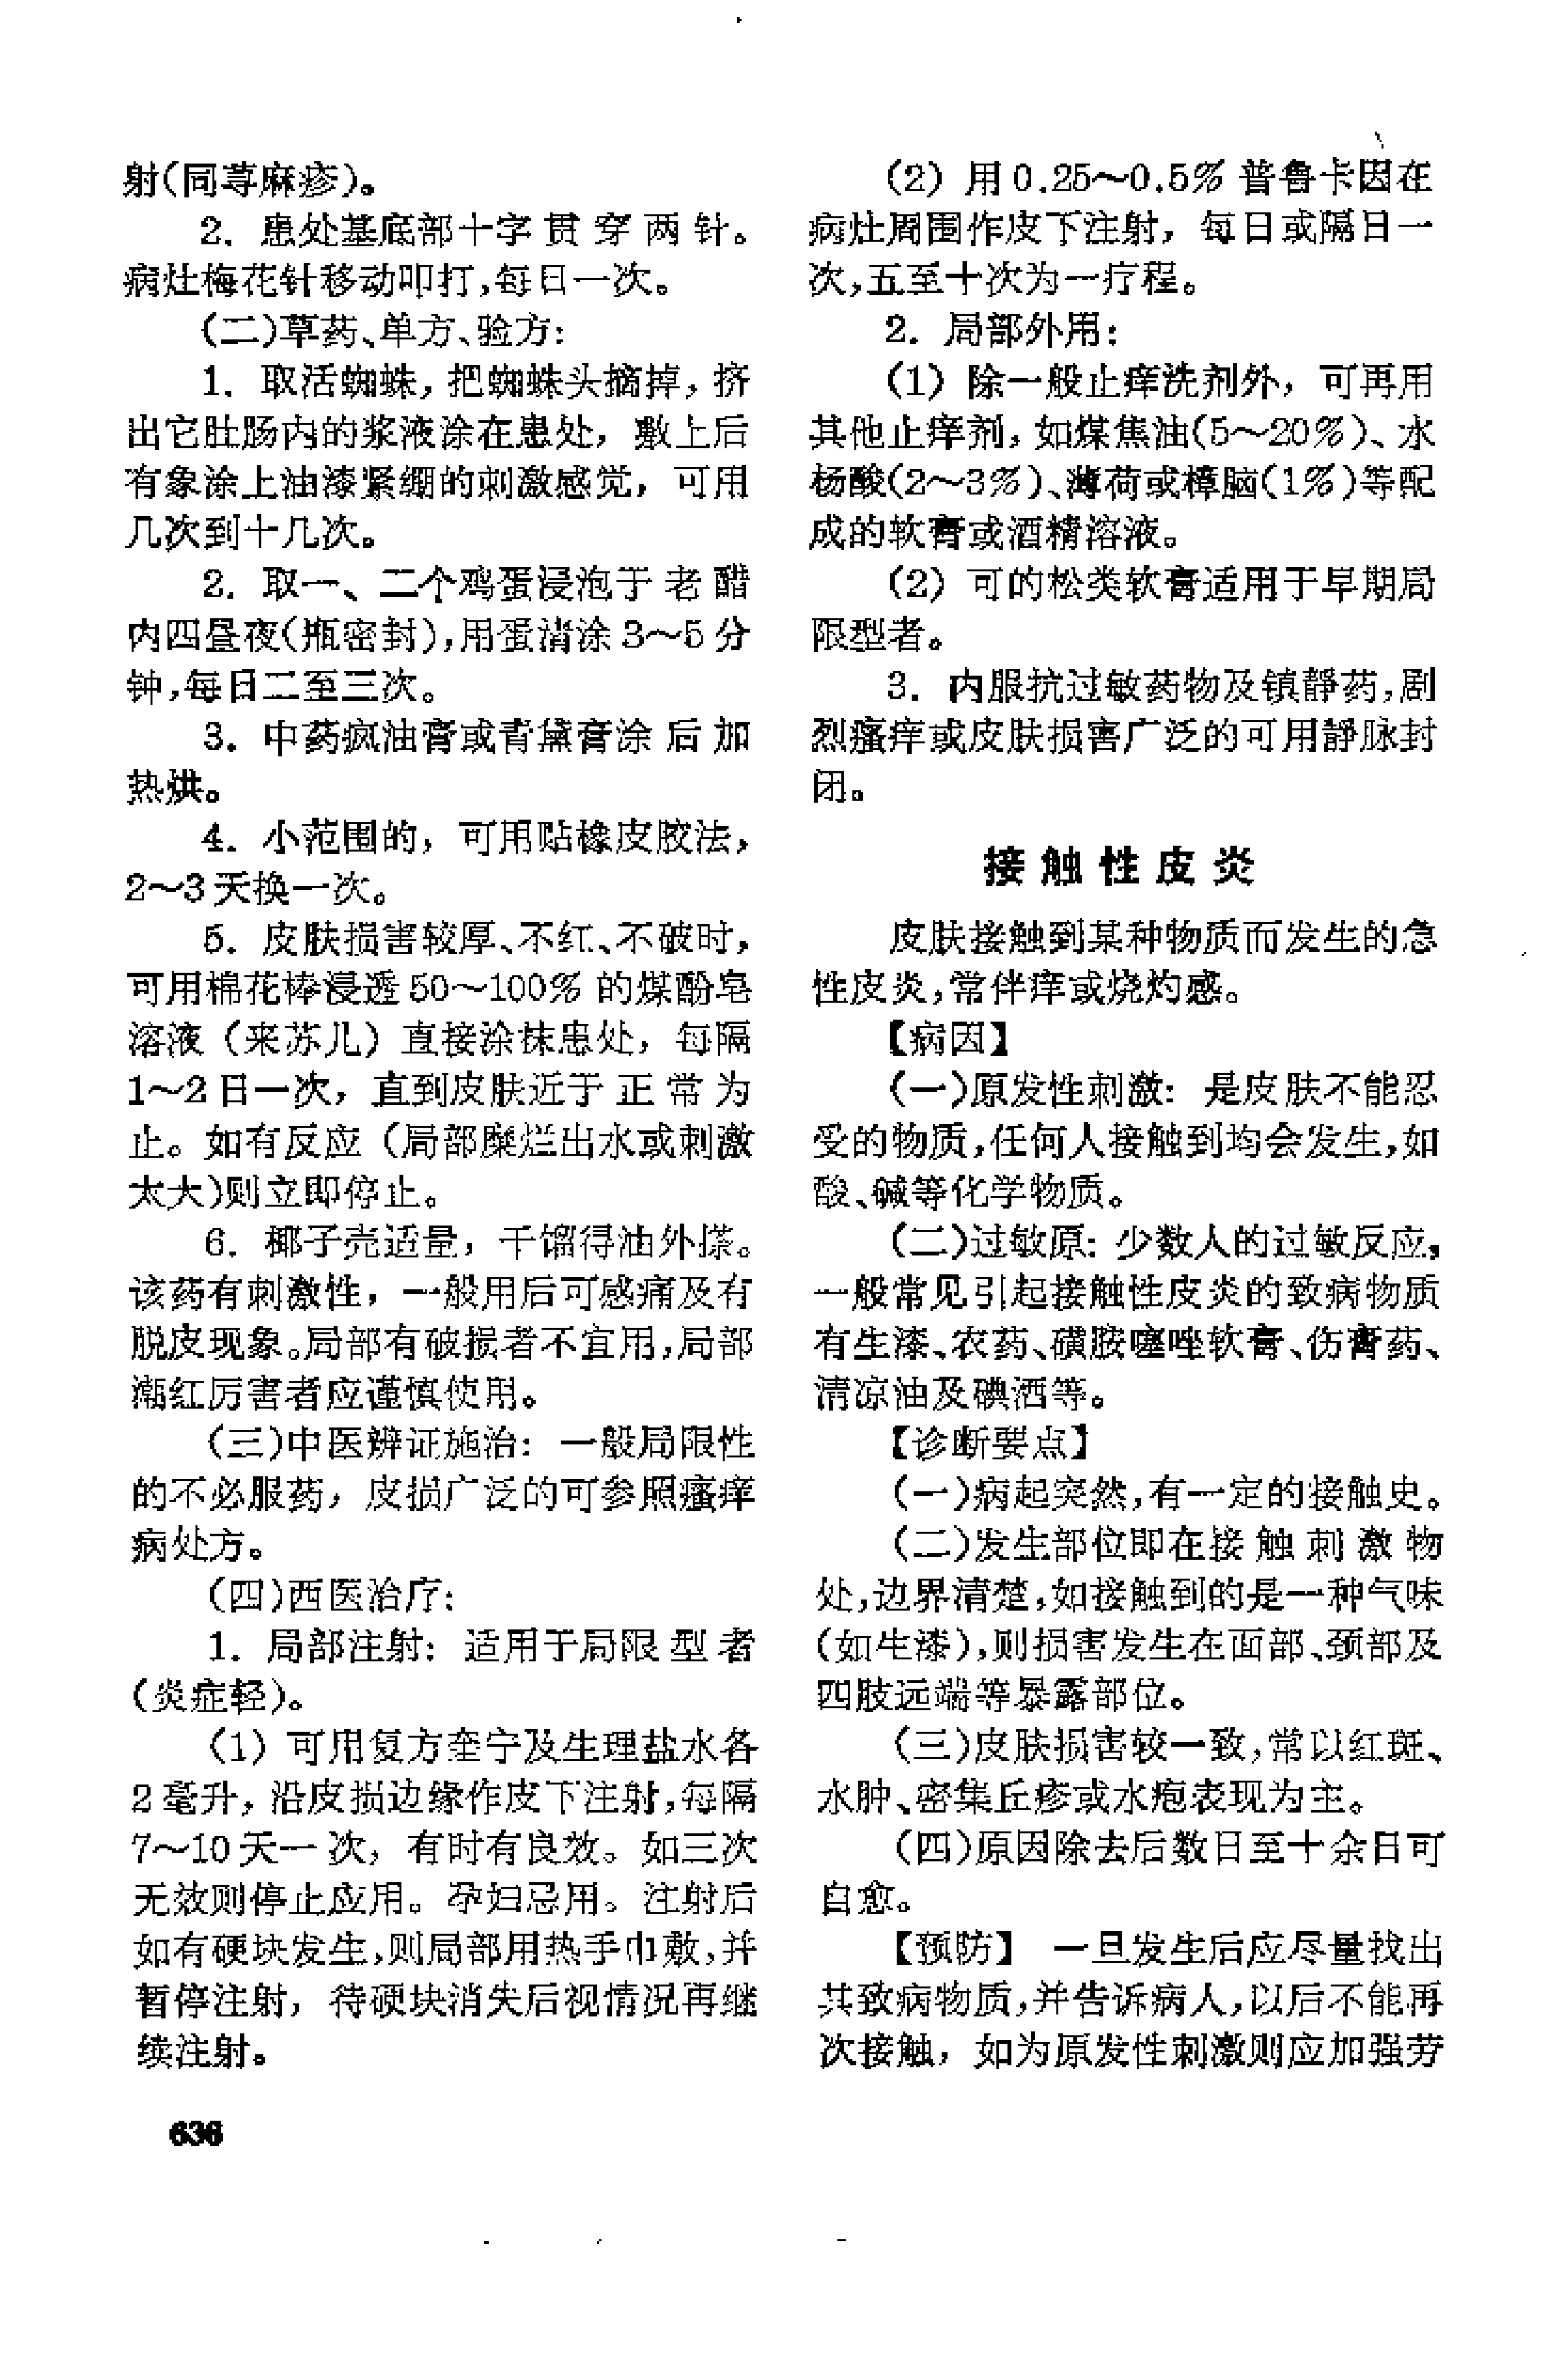 射(同荨麻疹)。
2. 患处基底部十字贯穿两针。
病灶梅花针移动叩打,每日一次。
(二)草药、单方、验方:
1. 取活蜘蛛,把蜘蛛头摘掉,挤
出它肚肠内的浆液涂在患处,敷上后
有象涂上油漆紧绷的刺激感觉,可用
几次到十几次。
2. 取一、二个鸡蛋浸泡于老醋
内四昼夜(瓶密封),用蛋清涂3～5分
钟,每日二至三次。
3. 中药疯油膏或青黛膏涂后加
热烘。
4. 小范围的,可用贴橡皮胶法,
2～3天换一次。
5. 皮肤损害较厚、不红、不破时,
可用棉花棒浸透50～100%的煤酚皂
溶液(来苏儿)直接涂抹患处,每隔
1～2日一次,直到皮肤近于正常为
止。如有反应(局部糜烂出水或刺激
太大)则立即停止。
6. 椰子壳适量,干馏得油外搽。
该药有刺激性,一般用后可感痛及有
脱皮现象。局部有破损者不宜用,局部
潮红厉害者应谨慎使用。
(三)中医辨证施治: 一般局限性
的不必服药,皮损广泛的可参照瘙痒
病处方。
(四)西医治疗:
1. 局部注射: 适用于局限型者
(炎症轻)。
(1) 可用复方奎宁及生理盐水各
2毫升,沿皮损边缘作皮下注射,每隔
7～10天一次,有时有良效。如三次
无效则停止应用。孕妇忌用。注射后
如有硬块发生,则局部用热手巾敷,并
暂停注射,待硬块消失后视情况再继
续注射。
636
(2) 用0.25～0.5%普鲁卡因在
病灶周围作皮下注射,每日或隔日一
次,五至十次为一疗程。
2. 局部外用:
(1) 除一般止痒洗剂外,可再用
其他止痒剂,如煤焦油(5～20%)、水
杨酸(2～3%)、薄荷或樟脑(1%)等配
成的软膏或酒精溶液。
(2) 可的松类软膏适用于早期局
限型者。
3. 内服抗过敏药物及镇静药,剧
烈瘙痒或皮肤损害广泛的可用静脉封
闭。
接触性皮炎
皮肤接触到某种物质而发生的急
性皮炎,常伴痒或烧灼感。
【病因】
(一)原发性刺激: 是皮肤不能忍
受的物质,任何人接触到均会发生,如
酸、碱等化学物质。
(二)过敏原: 少数人的过敏反应,
一般常见引起接触性皮炎的致病物质
有生漆、农药、磺胺噻唑软膏、伤膏药、
清凉油及碘酒等。
【诊断要点】
(一)病起突然,有一定的接触史。
(二)发生部位即在接触刺激物
处,边界清楚,如接触到的是一种气味
(如生漆),则损害发生在面部、颈部及
四肢远端等暴露部位。
(三)皮肤损害较一致,常以红斑、
水肿、密集丘疹或水疱表现为主。
(四)原因除去后数日至十余日可
自愈。
【预防】 一旦发生后应尽量找出
其致病物质,并告诉病人,以后不能再
次接触,如为原发性刺激则应加强劳